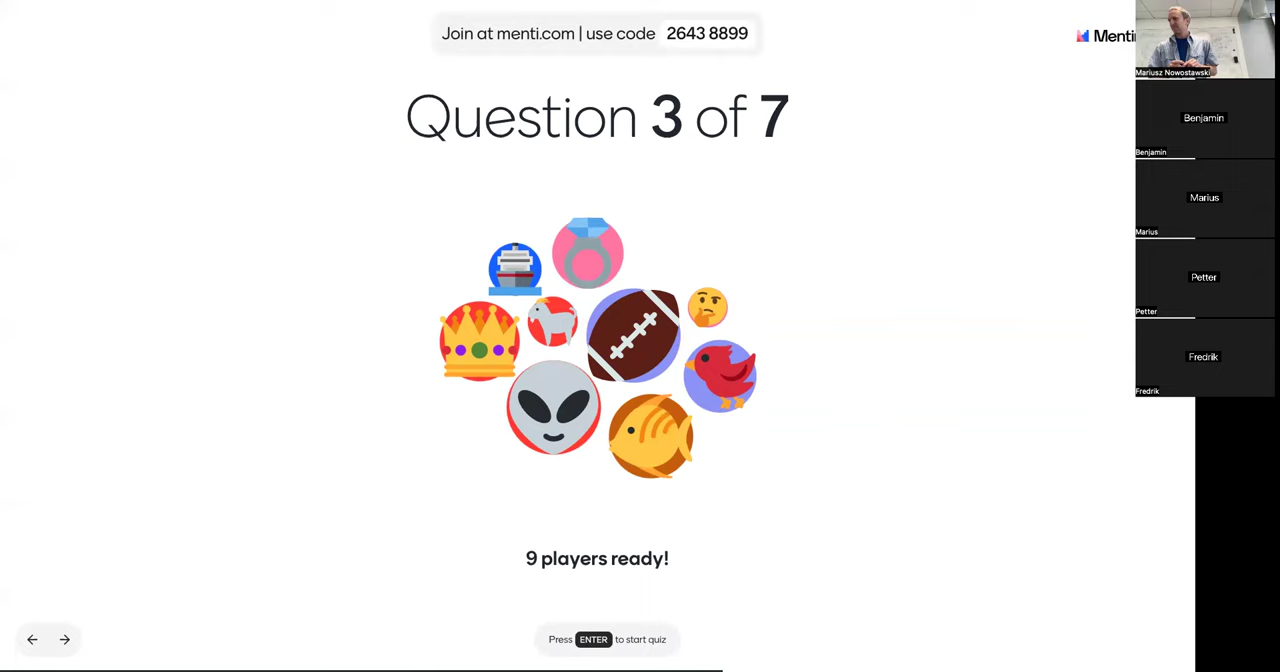 Join at menti.com | use code 2643 8899
Menti
Question 3 of 7
Mariusz Nowostawski
Benjamin
Benjamin
Marius
Marius
Petter
Petter
Fredrik
Fredrik
9 players ready!
Press ENTER to start quiz